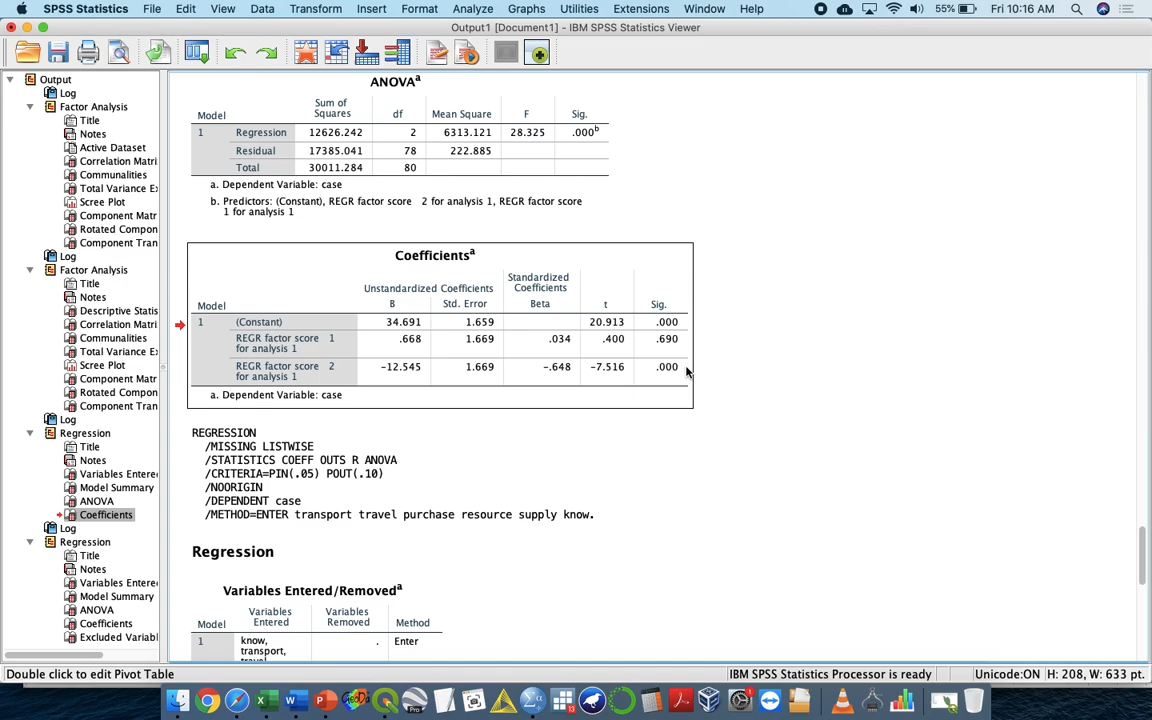 SPSS Statistics File Edit View Data Transform Insert Format Analyze Graphs Utilities Extensions Window Help 55% Fri 10:16 AM
Output1 [Document1] - IBM SPSS Statistics Viewer
Output
Log
Factor Analysis
Title
Notes
Active Dataset
Correlation Matri
Communalities
Total Variance E
Scree Plot
Component Matr
Rotated Compon
Component Tran
Log
Factor Analysis
Title
Notes
Descriptive Statis
Correlation Matri
Communalities
Total Variance E
Scree Plot
Component Matr
Rotated Compon
Component Tran
Log
Regression
Title
Notes
Variables Entere
Model Summary
ANOVA
Coefficients
Log
Regression
Title
Notes
Variables Entere
Model Summary
ANOVA
Coefficients
Excluded Variabl
ANOVAa
Model Sum of Squares df Mean Square F Sig.
1 Regression 12626.242 2 6313.121 28.325 .000b
Residual 17385.041 78 222.885
Total 30011.284 80
a. Dependent Variable: case
b. Predictors: (Constant), REGR factor score 2 for analysis 1, REGR factor score
1 for analysis 1
Coefficientsa
Unstandardized Coefficients Standardized Coefficients
Model B Std. Error Beta t Sig.
1 (Constant) 34.691 1.659 20.913 .000
REGR factor score 1 .668 1.669 .034 .400 .690
for analysis 1
REGR factor score 2 -12.545 1.669 -.648 -7.516 .000
for analysis 1
a. Dependent Variable: case
REGRESSION
/MISSING LISTWISE
/STATISTICS COEFF OUTS R ANOVA
/CRITERIA=PIN(.05) POUT(.10)
/NOORIGIN
/DEPENDENT case
/METHOD=ENTER transport travel purchase resource supply know.
Regression
Variables Entered/Removeda
Model Variables Entered Variables Removed Method
1 know, . Enter
transport,
travel
Double click to edit Pivot Table IBM SPSS Statistics Processor is ready Unicode:ON H: 208, W: 633 pt.
GeoDa
Pro